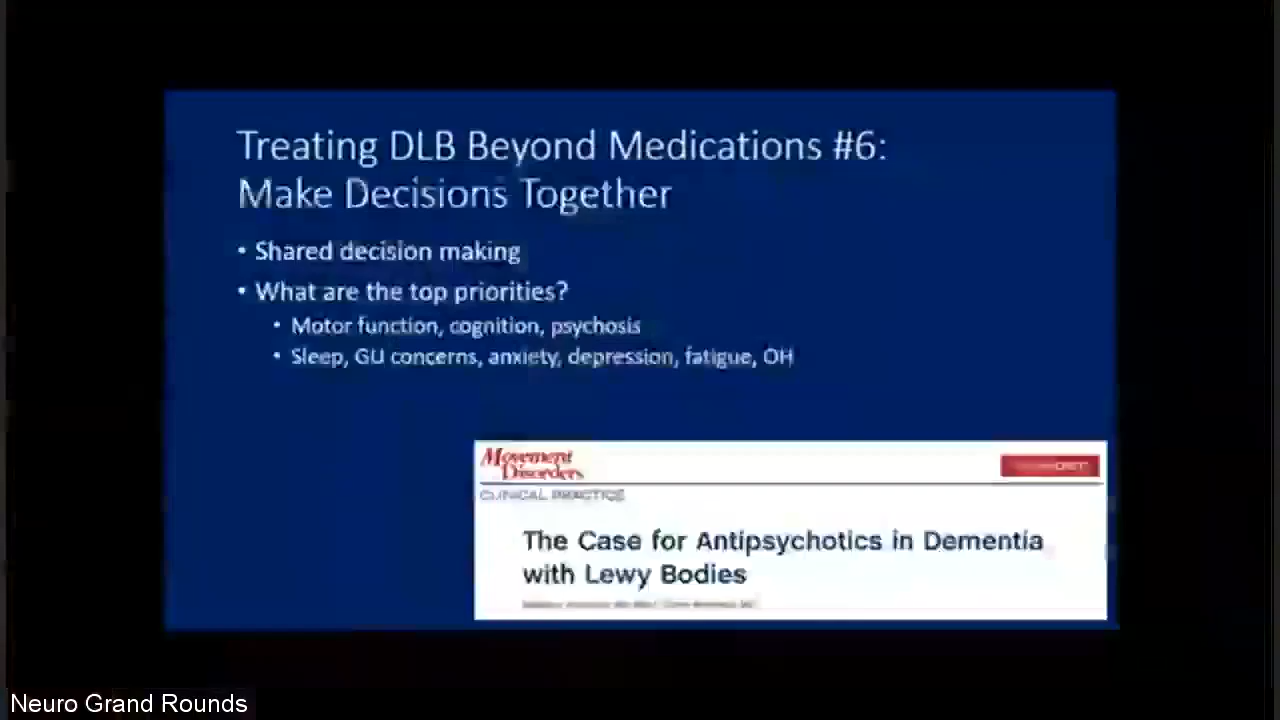 Treating DLB Beyond Medications #6:
Make Decisions Together
• Shared decision making
• What are the top priorities?
• Motor function, cognition, psychosis
• Sleep, GU concerns, anxiety, depression, fatigue, OH
Movement
Disorders
CLINICAL PRACTICE
The Case for Antipsychotics in Dementia
with Lewy Bodies
Neuro Grand Rounds